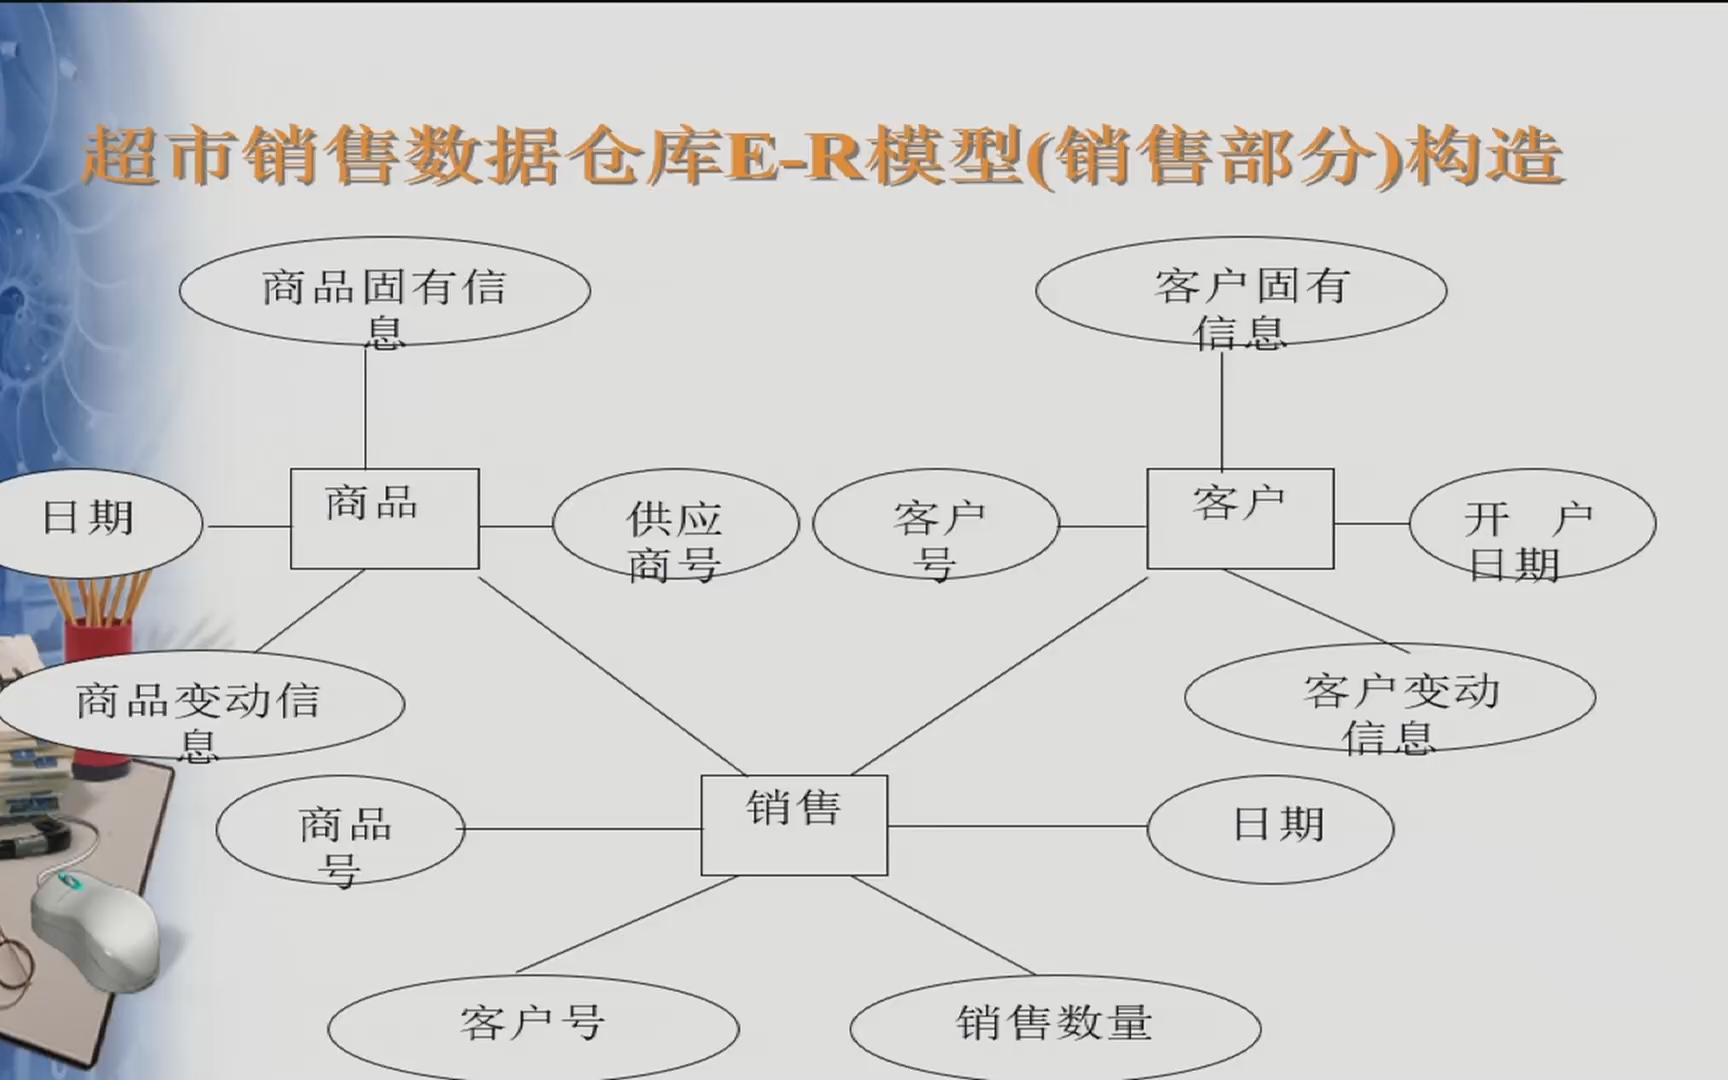 超市销售数据仓库E-R模型(销售部分)构造
商品固有信
息
客户固有
信息
日期
商品
供应
商号
客户
号
客户
开 户
日期
商品变动信
息
客户变动
信息
商品
号
销售
日期
客户号
销售数量